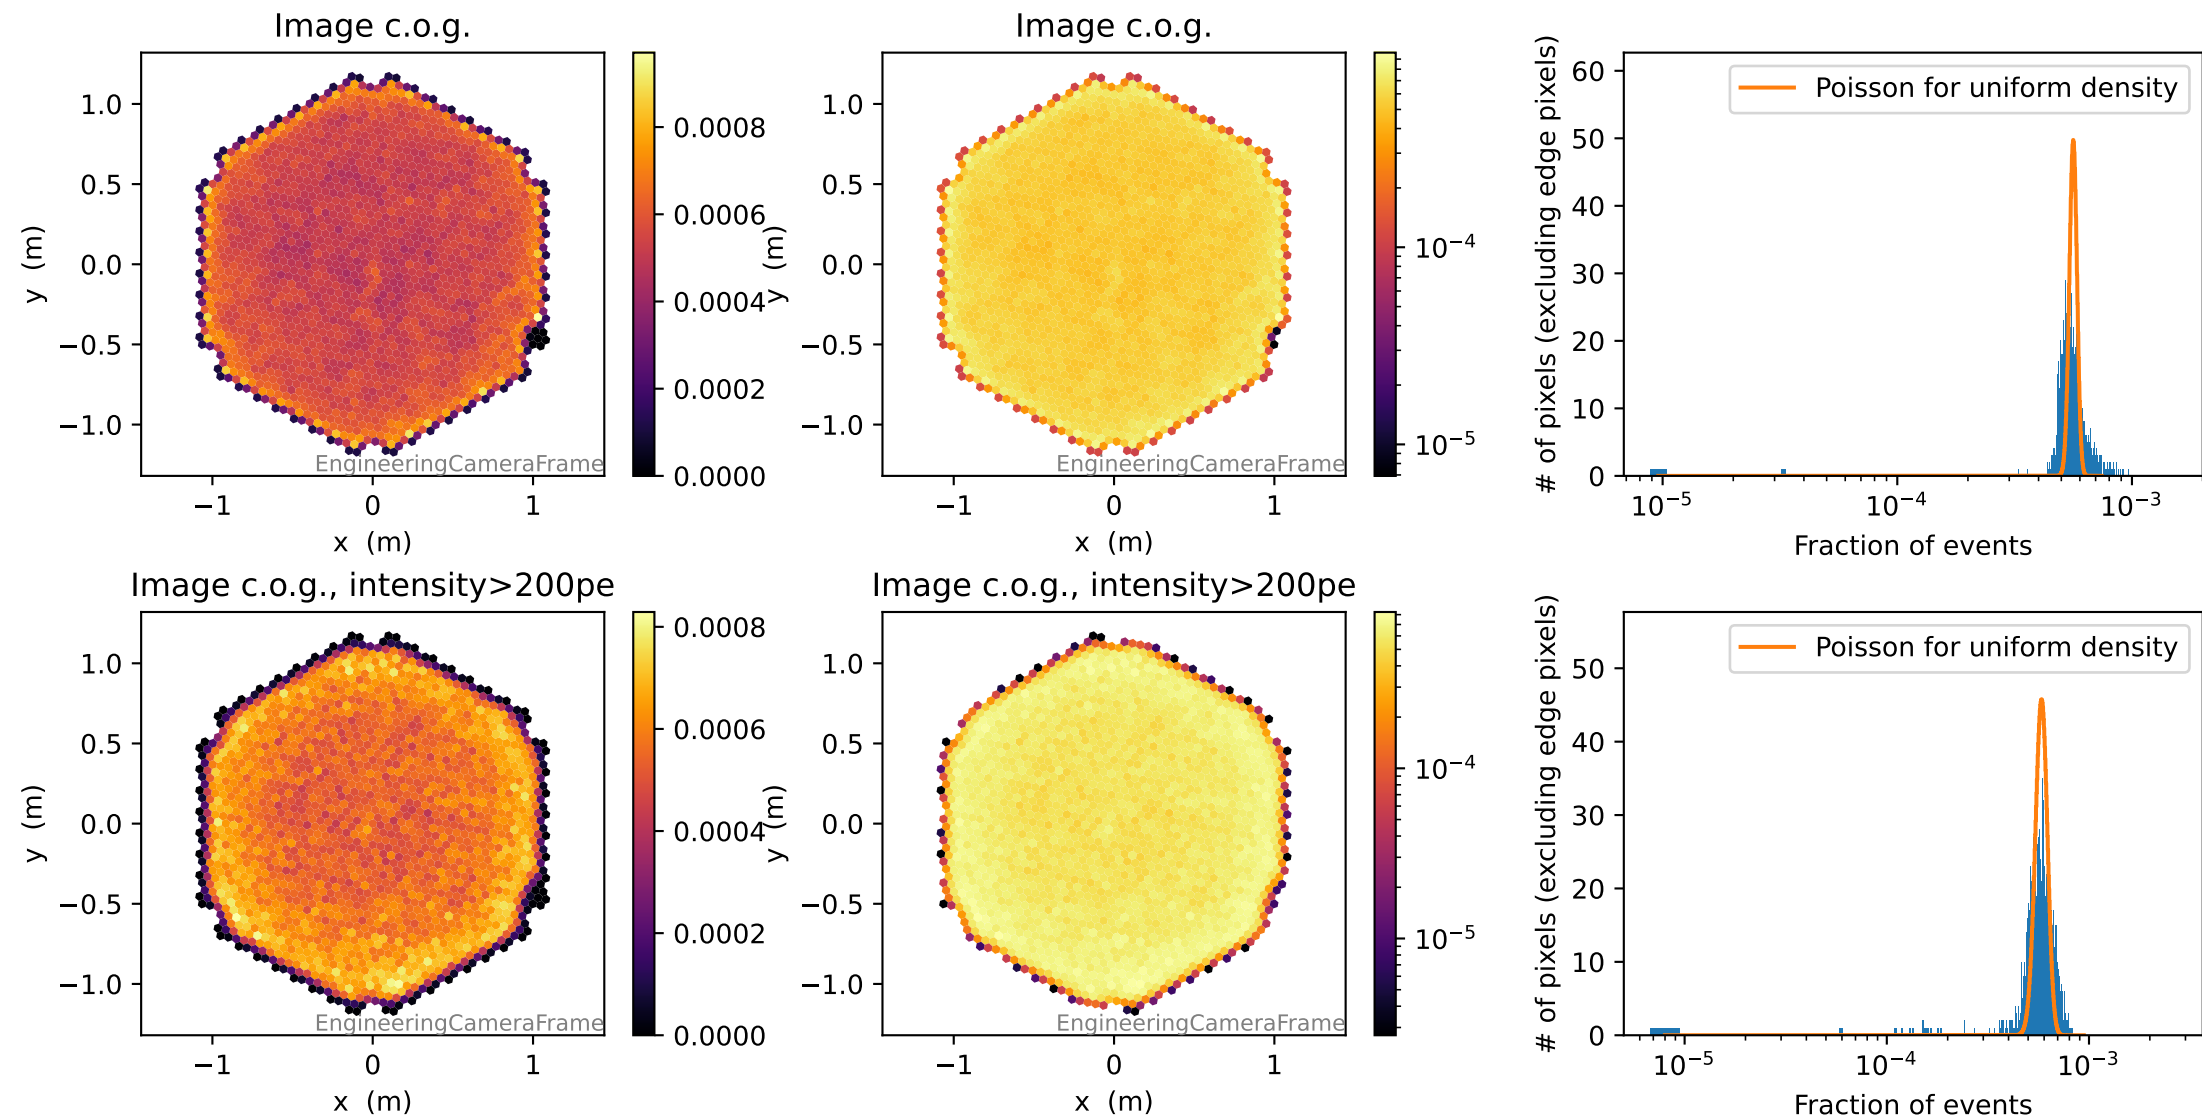 Image c.o.g.
1.0
0.5
0.0
−0.5
−1.0
y (m)
−1 0 1
x (m)
EngineeringCameraFrame
0.0008
0.0006
0.0004
0.0002
0.0000
Image c.o.g.
1.0
0.5
0.0
−0.5
−1.0
y (m)
−1 0 1
x (m)
EngineeringCameraFrame
10⁻⁴
10⁻⁵
Poisson for uniform density
60
50
40
30
20
10
0
# of pixels (excluding edge pixels)
10⁻⁵ 10⁻⁴ 10⁻³
Fraction of events
Image c.o.g., intensity>200pe
1.0
0.5
0.0
−0.5
−1.0
y (m)
−1 0 1
x (m)
EngineeringCameraFrame
0.0008
0.0006
0.0004
0.0002
0.0000
Image c.o.g., intensity>200pe
1.0
0.5
0.0
−0.5
−1.0
y (m)
−1 0 1
x (m)
EngineeringCameraFrame
10⁻⁴
10⁻⁵
Poisson for uniform density
50
40
30
20
10
0
# of pixels (excluding edge pixels)
10⁻⁵ 10⁻⁴ 10⁻³
Fraction of events